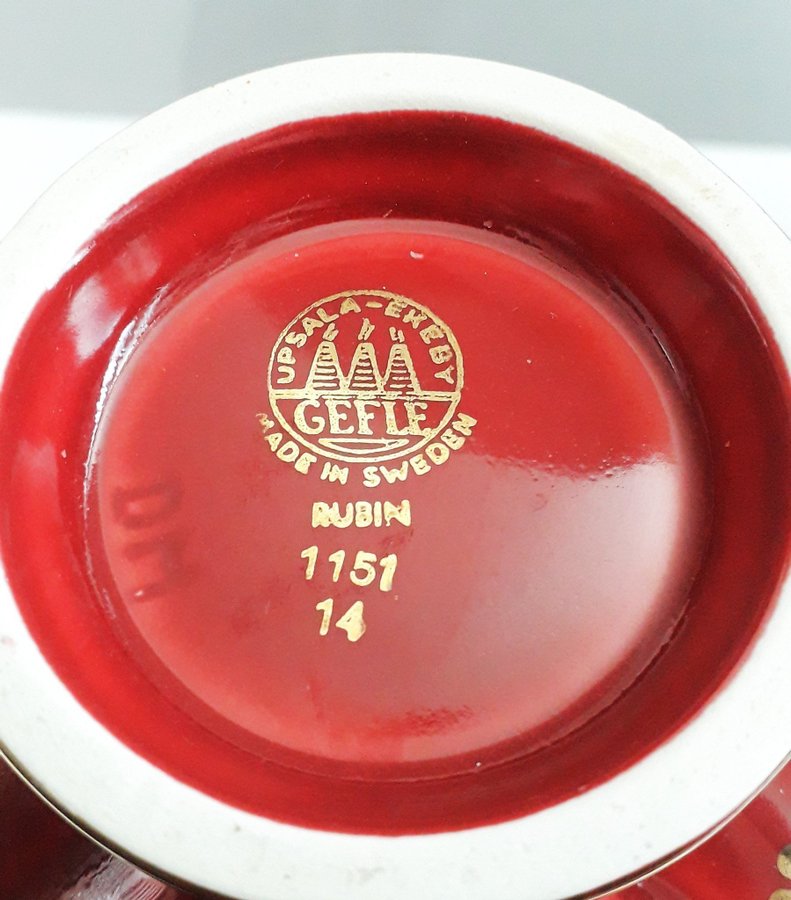 UPSALA-EKEBY
GEFLE
MADE IN SWEDEN
RUBIN
1151
14